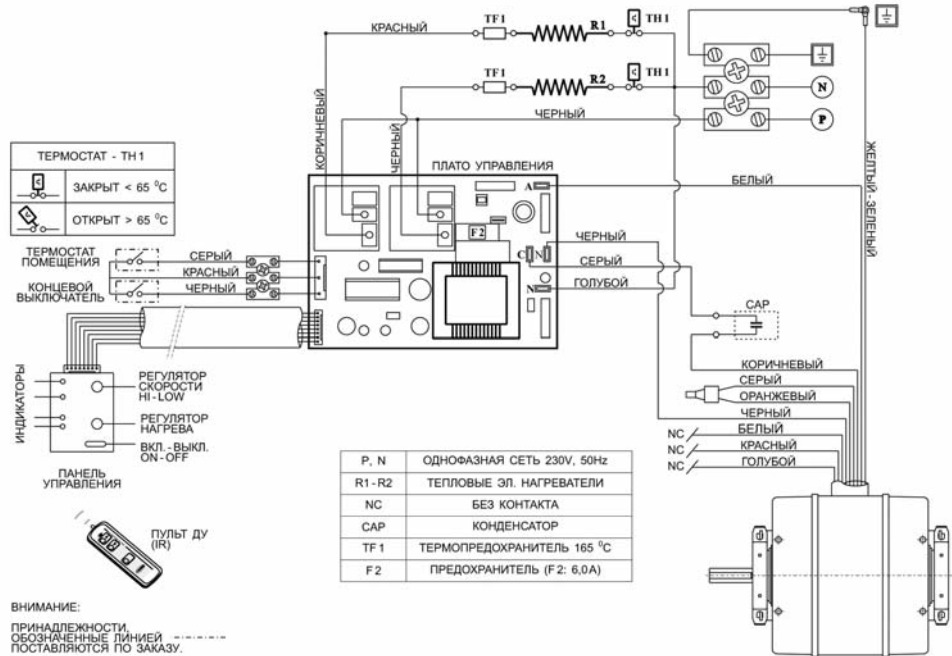 КРАСНЫЙ
TF1
R1
TH1
TF1
R2
TH1
ЧЕРНЫЙ
N
P
КОРИЧНЕВЫЙ
ЧЕРНЫЙ
ЖЕЛТЫЙ - ЗЕЛЕНЫЙ
ТЕРМОСТАТ - TH1
ЗАКРЫТ < 65 °C
ОТКРЫТ > 65 °C
ПЛАТО УПРАВЛЕНИЯ
A
БЕЛЫЙ
F2
C
N
ЧЕРНЫЙ
СЕРЫЙ
N
ГОЛУБОЙ
ТЕРМОСТАТ
ПОМЕЩЕНИЯ
СЕРЫЙ
КРАСНЫЙ
КОНЦЕВОЙ
ВЫКЛЮЧАТЕЛЬ
ЧЕРНЫЙ
CAP
ИНДИКАТОРЫ
РЕГУЛЯТОР
СКОРОСТИ
HI - LOW
РЕГУЛЯТОР
НАГРЕВА
ВКЛ. - ВЫКЛ.
ON - OFF
ПАНЕЛЬ
УПРАВЛЕНИЯ
КОРИЧНЕВЫЙ
СЕРЫЙ
ОРАНЖЕВЫЙ
ЧЕРНЫЙ
NC БЕЛЫЙ
NC КРАСНЫЙ
NC ГОЛУБОЙ
P, N ОДНОФАЗНАЯ СЕТЬ 230V, 50Hz
R1 - R2 ТЕПЛОВЫЕ ЭЛ. НАГРЕВАТЕЛИ
NC БЕЗ КОНТАКТА
CAP КОНДЕНСАТОР
TF1 ТЕРМОПРЕДОХРАНИТЕЛЬ 165 °C
F2 ПРЕДОХРАНИТЕЛЬ (F2: 6,0A)
ПУЛЬТ ДУ
(IR)
ВНИМАНИЕ:
ПРИНАДЛЕЖНОСТИ,
ОБОЗНАЧЕННЫЕ ЛИНИЕЙ
ПОСТАВЛЯЮТСЯ ПО ЗАКАЗУ.